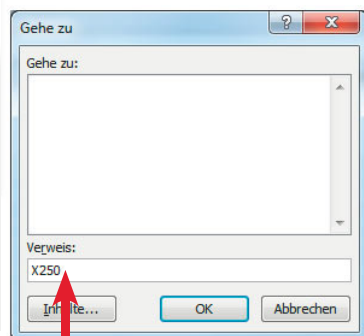 Gehe zu
Gehe zu:
Verweis:
X250
Inhalte...
OK
Abbrechen